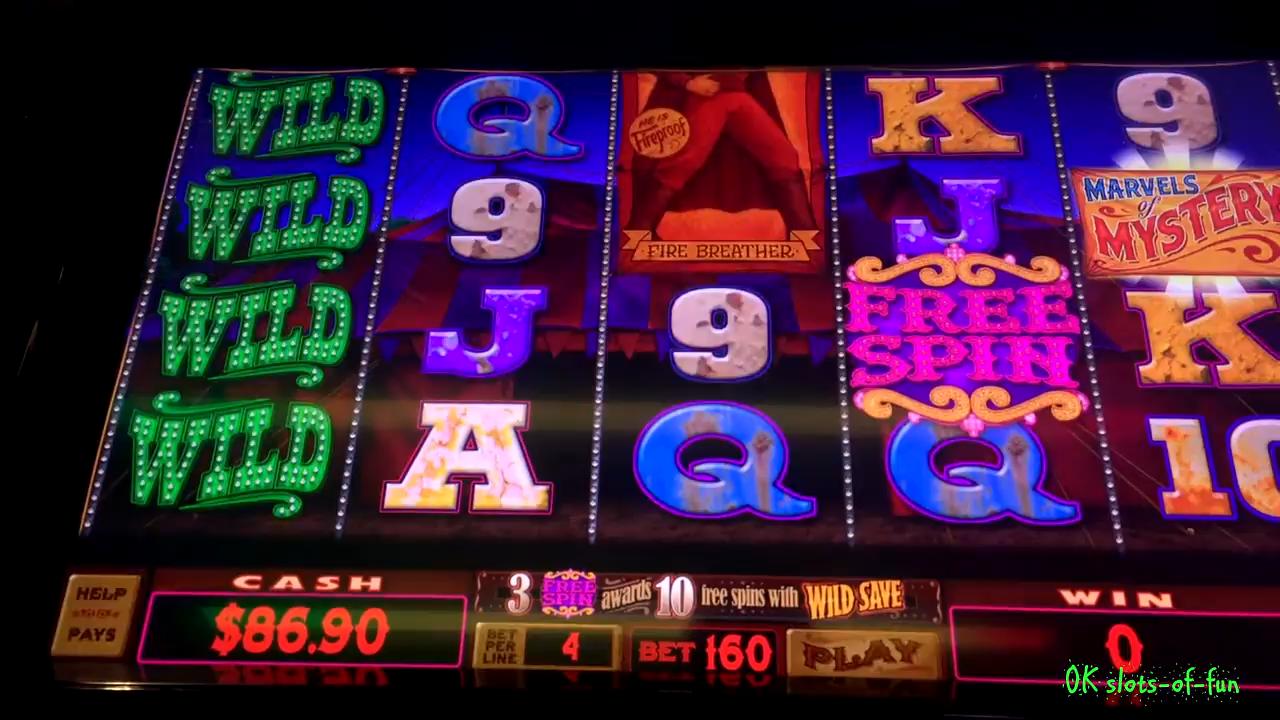 WILD Q HE IS Fireproof K 9
WILD 9 FIRE BREATHER J MARVELS of MYSTERY
WILD J 9 FREE SPIN K
WILD A Q Q 10
HELP PAYS
CASH
$86.90
3 FREE SPIN awards 10 free spins with WILD SAVE
BET PER LINE 4 BET 160 PLAY
WIN
0
OK slots-of-fun